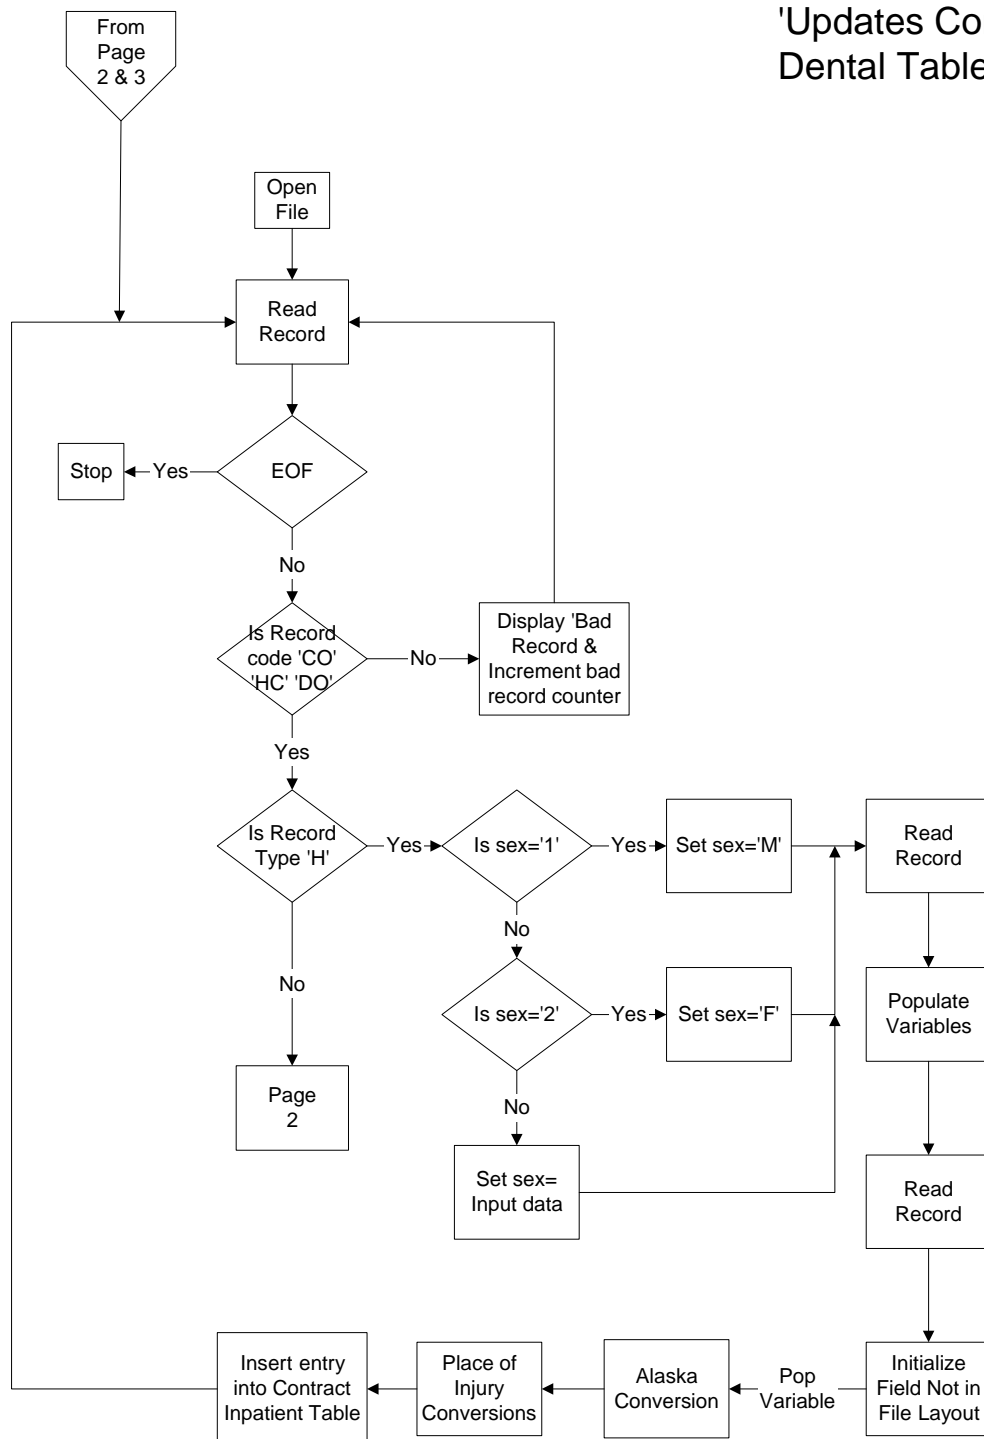 'Updates Co
Dental Table
From
Page
2 & 3
Open
File
Read
Record
EOF
Yes
Stop
No
Is Record
code 'CO'
'HC' 'DO'
No
Display 'Bad
Record &
Increment bad
record counter
Yes
Is Record
Type 'H'
Yes
Is sex='1'
Yes
Set sex='M'
Read
Record
No
No
Is sex='2'
Yes
Set sex='F'
Populate
Variables
Page
2
No
Set sex=
Input data
Read
Record
Insert entry
into Contract
Inpatient Table
Place of
Injury
Conversions
Alaska
Conversion
Pop
Variable
Initialize
Field Not in
File Layout